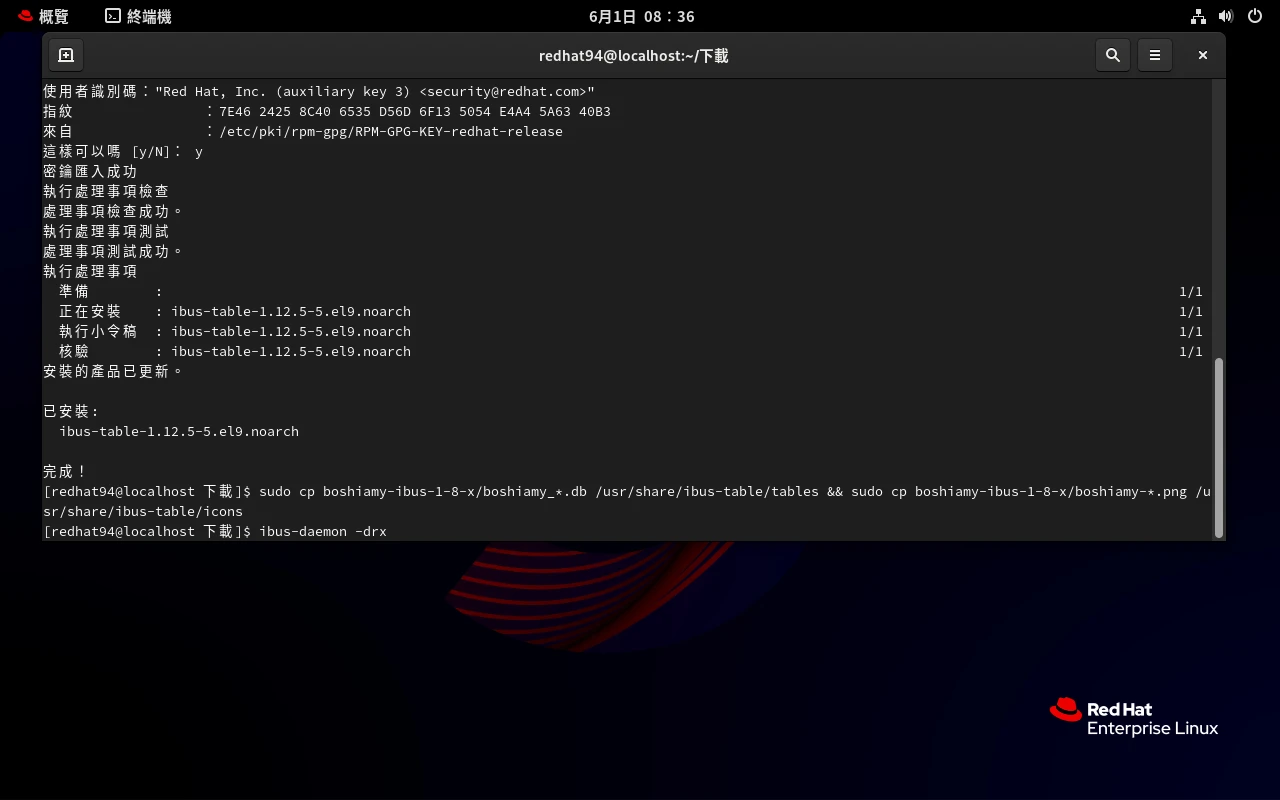 概覽 終端機 6月1日 08：36
redhat94@localhost:~/下載
使用者識別碼："Red Hat, Inc. (auxiliary key 3) <security@redhat.com>"
指紋 ：7E46 2425 8C40 6535 D56D 6F13 5054 E4A4 5A63 40B3
來自 ：/etc/pki/rpm-gpg/RPM-GPG-KEY-redhat-release
這樣可以嗎 [y/N]： y
密鑰匯入成功
執行處理事項檢查
處理事項檢查成功。
執行處理事項測試
處理事項測試成功。
執行處理事項
準備 : 1/1
正在安裝 : ibus-table-1.12.5-5.el9.noarch 1/1
執行小令稿 : ibus-table-1.12.5-5.el9.noarch 1/1
核驗 : ibus-table-1.12.5-5.el9.noarch 1/1
安裝的產品已更新。
已安裝:
ibus-table-1.12.5-5.el9.noarch
完成！
[redhat94@localhost 下載]$ sudo cp boshiamy-ibus-1-8-x/boshiamy_*.db /usr/share/ibus-table/tables && sudo cp boshiamy-ibus-1-8-x/boshiamy-*.png /u
sr/share/ibus-table/icons
[redhat94@localhost 下載]$ ibus-daemon -drx
Red Hat
Enterprise Linux